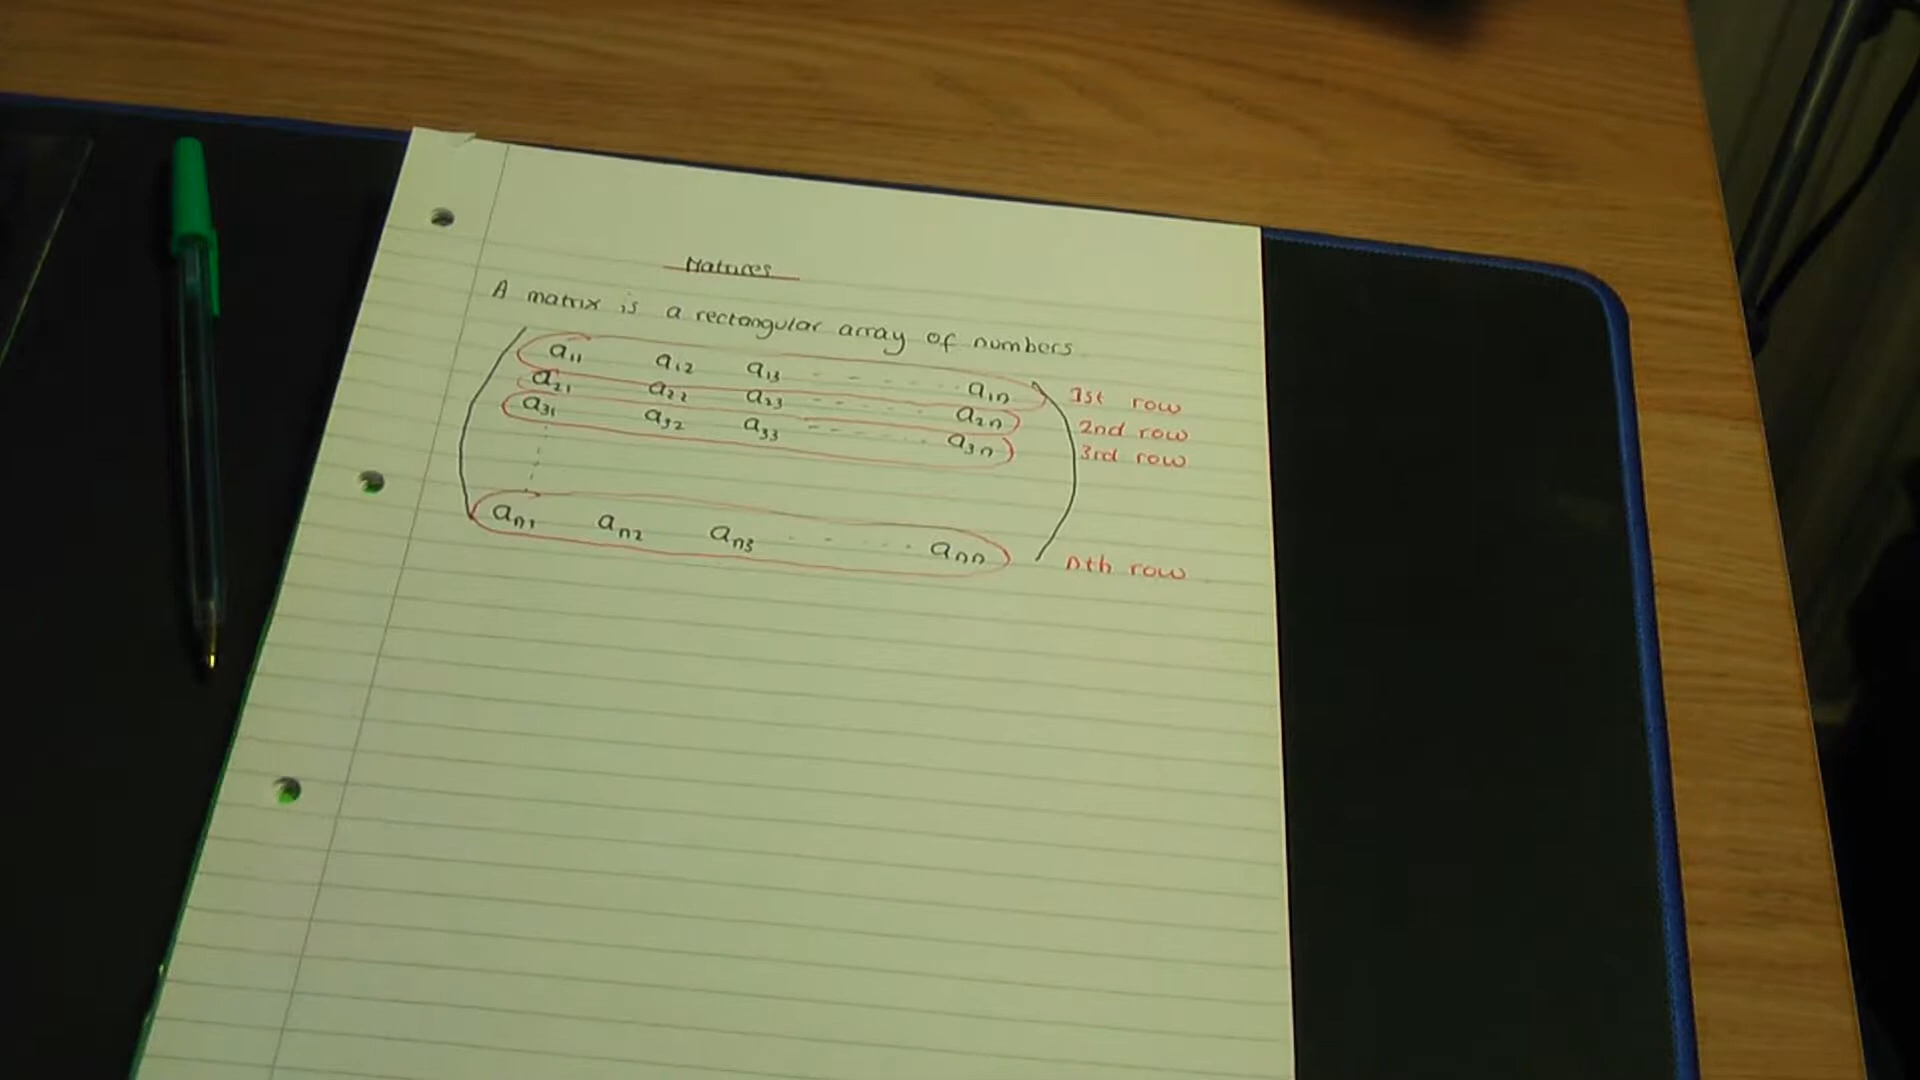 Matrices
A matrix is a rectangular array of numbers
a₁₁ a₁₂ a₁₃ - - - - - - a₁ₙ 1st row
a₂₁ a₂₂ a₂₃ - - - - - - a₂ₙ 2nd row
a₃₁ a₃₂ a₃₃ - - - - - - a₃ₙ 3rd row
aₙ₁ aₙ₂ aₙ₃ - - - - - - aₙₙ nth row